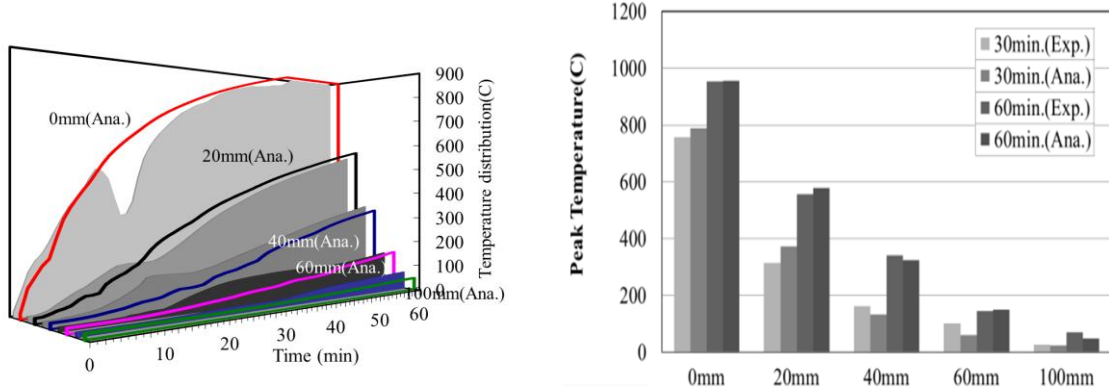 0mm(Ana.)
20mm(Ana.)
40mm(Ana.)
60mm(Ana.)
100mm(Ana.)
900
800
700
600
500
400
300
200
100
0
Temperature distribution(C)
0
10
20
30
40
50
60
Time (min)
1200
1000
800
600
400
200
0
Peak Temperature(C)
30min.(Exp.)
30min.(Ana.)
60min.(Exp.)
60min.(Ana.)
0mm
20mm
40mm
60mm
100mm